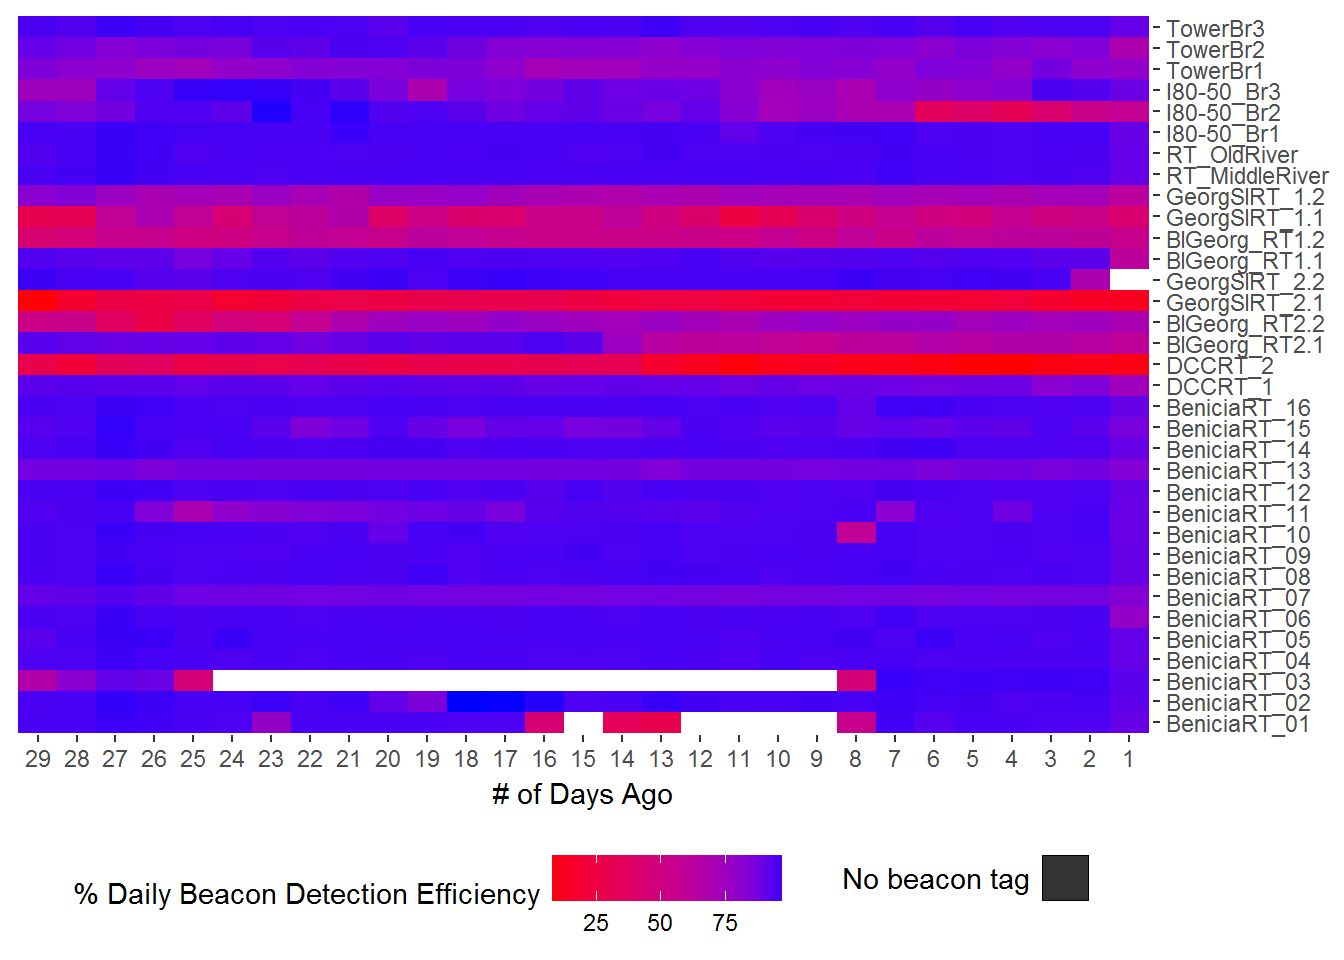 TowerBr3
TowerBr2
TowerBr1
I80-50_Br3
I80-50_Br2
I80-50_Br1
RT_OldRiver
RT_MiddleRiver
GeorgSlRT_1.2
GeorgSlRT_1.1
BlGeorg_RT1.2
BlGeorg_RT1.1
GeorgSlRT_2.2
GeorgSlRT_2.1
BlGeorg_RT2.2
BlGeorg_RT2.1
DCCRT_2
DCCRT_1
BeniciaRT_16
BeniciaRT_15
BeniciaRT_14
BeniciaRT_13
BeniciaRT_12
BeniciaRT_11
BeniciaRT_10
BeniciaRT_09
BeniciaRT_08
BeniciaRT_07
BeniciaRT_06
BeniciaRT_05
BeniciaRT_04
BeniciaRT_03
BeniciaRT_02
BeniciaRT_01
29 28 27 26 25 24 23 22 21 20 19 18 17 16 15 14 13 12 11 10 9 8 7 6 5 4 3 2 1
# of Days Ago
% Daily Beacon Detection Efficiency
25 50 75
No beacon tag